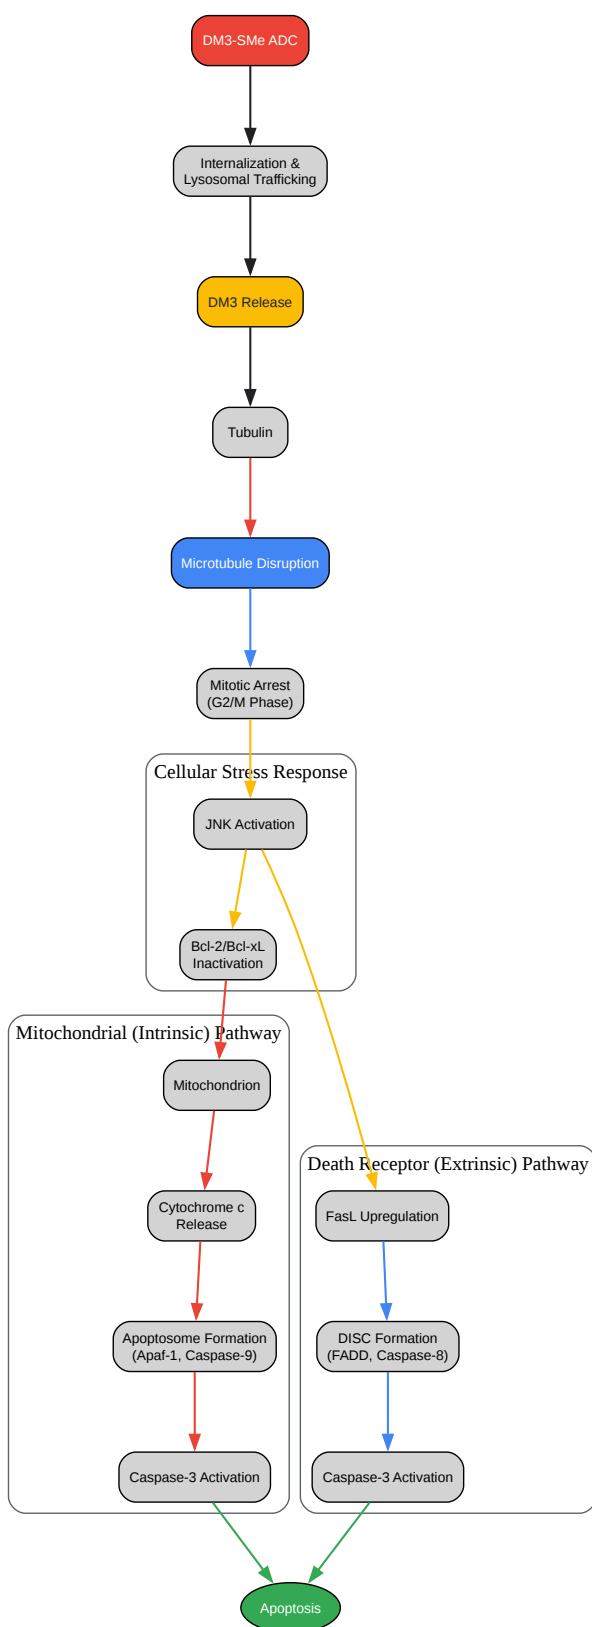 DM3-SMe ADC
Internalization &
Lysosomal Trafficking
DM3 Release
Tubulin
Microtubule Disruption
Mitotic Arrest
(G2/M Phase)
Cellular Stress Response
JNK Activation
Bcl-2/Bcl-xL
Inactivation
Mitochondrial (Intrinsic) Pathway
Mitochondrion
Cytochrome c
Release
Apoptosome Formation
(Apaf-1, Caspase-9)
Caspase-3 Activation
Death Receptor (Extrinsic) Pathway
FasL Upregulation
DISC Formation
(FADD, Caspase-8)
Caspase-3 Activation
Apoptosis